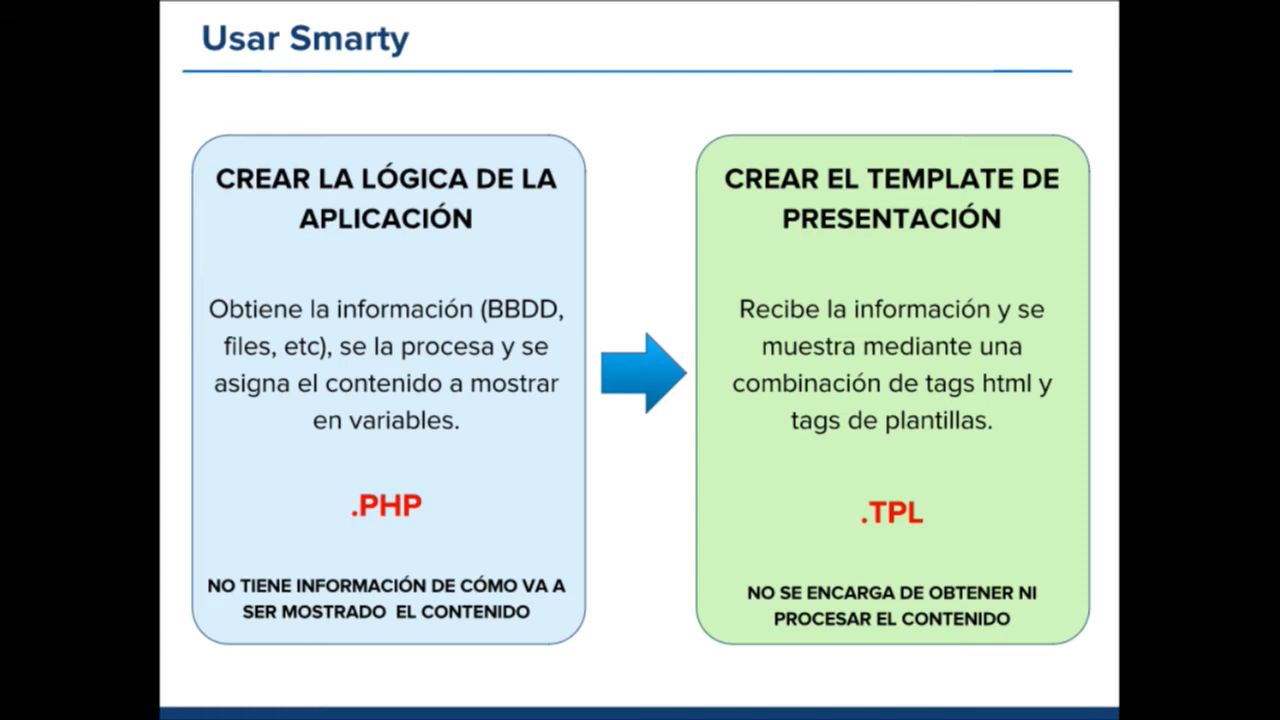 Usar Smarty
CREAR LA LÓGICA DE LA
APLICACIÓN
Obtiene la información (BBDD,
files, etc), se la procesa y se
asigna el contenido a mostrar
en variables.
.PHP
NO TIENE INFORMACIÓN DE CÓMO VA A
SER MOSTRADO EL CONTENIDO
CREAR EL TEMPLATE DE
PRESENTACIÓN
Recibe la información y se
muestra mediante una
combinación de tags html y
tags de plantillas.
.TPL
NO SE ENCARGA DE OBTENER NI
PROCESAR EL CONTENIDO